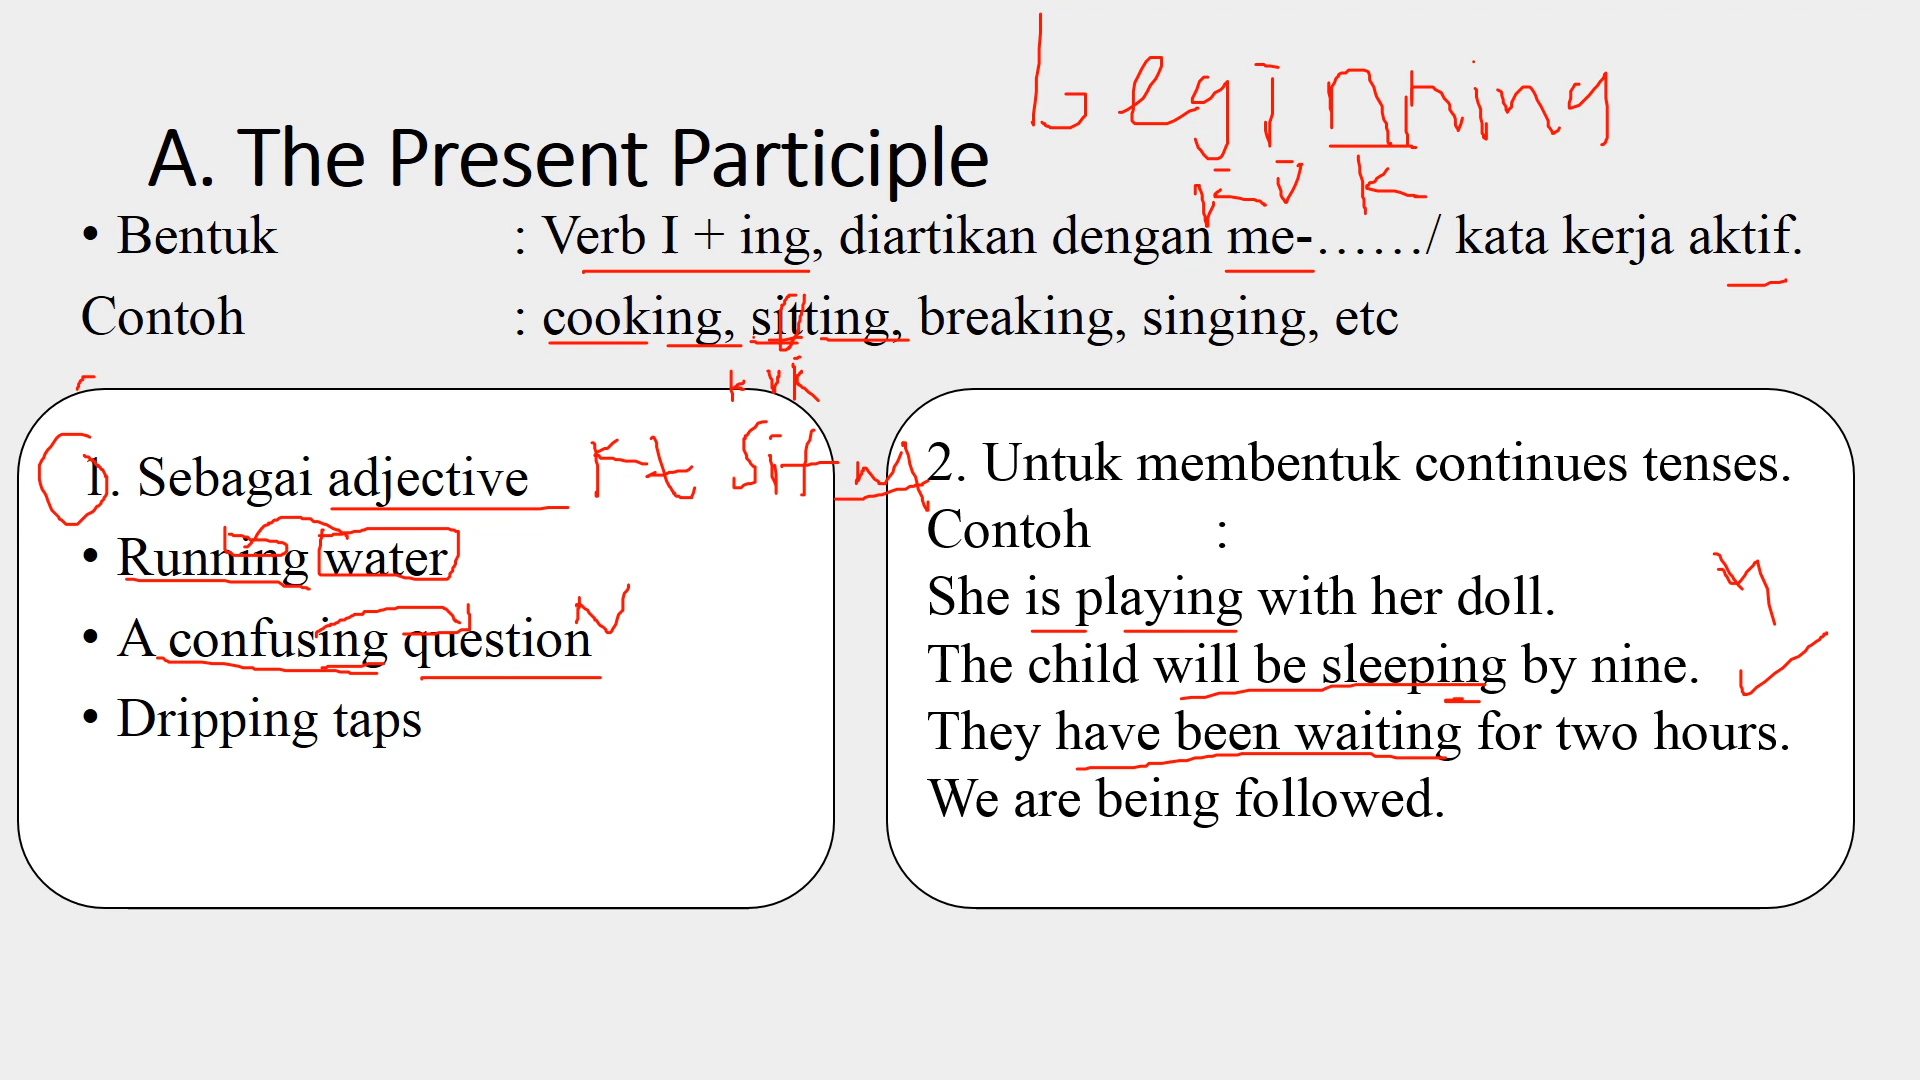 beginning
A. The Present Participle
K V K
• Bentuk : Verb I + ing, diartikan dengan me-....../ kata kerja aktif.
Contoh : cooking, sitting, breaking, singing, etc
K V K
1. Sebagai adjective
• Running water
• A confusing question
• Dripping taps
2. Untuk membentuk continues tenses.
Contoh :
She is playing with her doll.
The child will be sleeping by nine.
They have been waiting for two hours.
We are being followed.